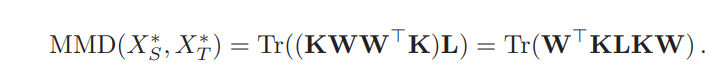 MMD(X*_S, X*_T) = Tr((KWW^⊤K)L) = Tr(W^⊤KLKW).